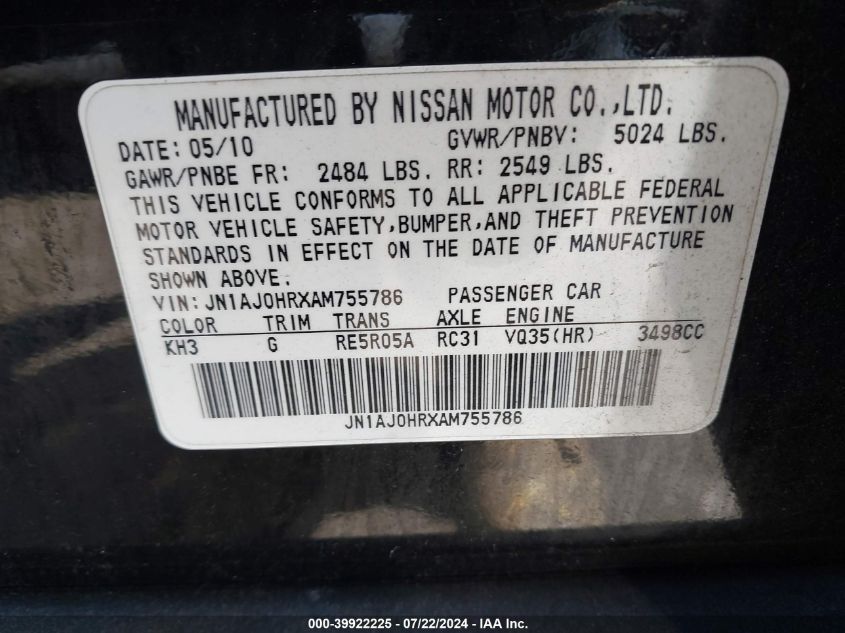 MANUFACTURED BY NISSAN MOTOR CO.,LTD.
DATE: 05/10 GVWR/PNBV: 5024 LBS.
GAWR/PNBE FR: 2484 LBS. RR: 2549 LBS.
THIS VEHICLE CONFORMS TO ALL APPLICABLE FEDERAL
MOTOR VEHICLE SAFETY,BUMPER,AND THEFT PREVENTION
STANDARDS IN EFFECT ON THE DATE OF MANUFACTURE
SHOWN ABOVE.
VIN: JN1AJ0HRXAM755786 PASSENGER CAR
COLOR TRIM TRANS AXLE ENGINE
KH3 G RE5R05A RC31 VQ35(HR) 3498CC
JN1AJ0HRXAM755786
000-39922225 - 07/22/2024 - IAA Inc.